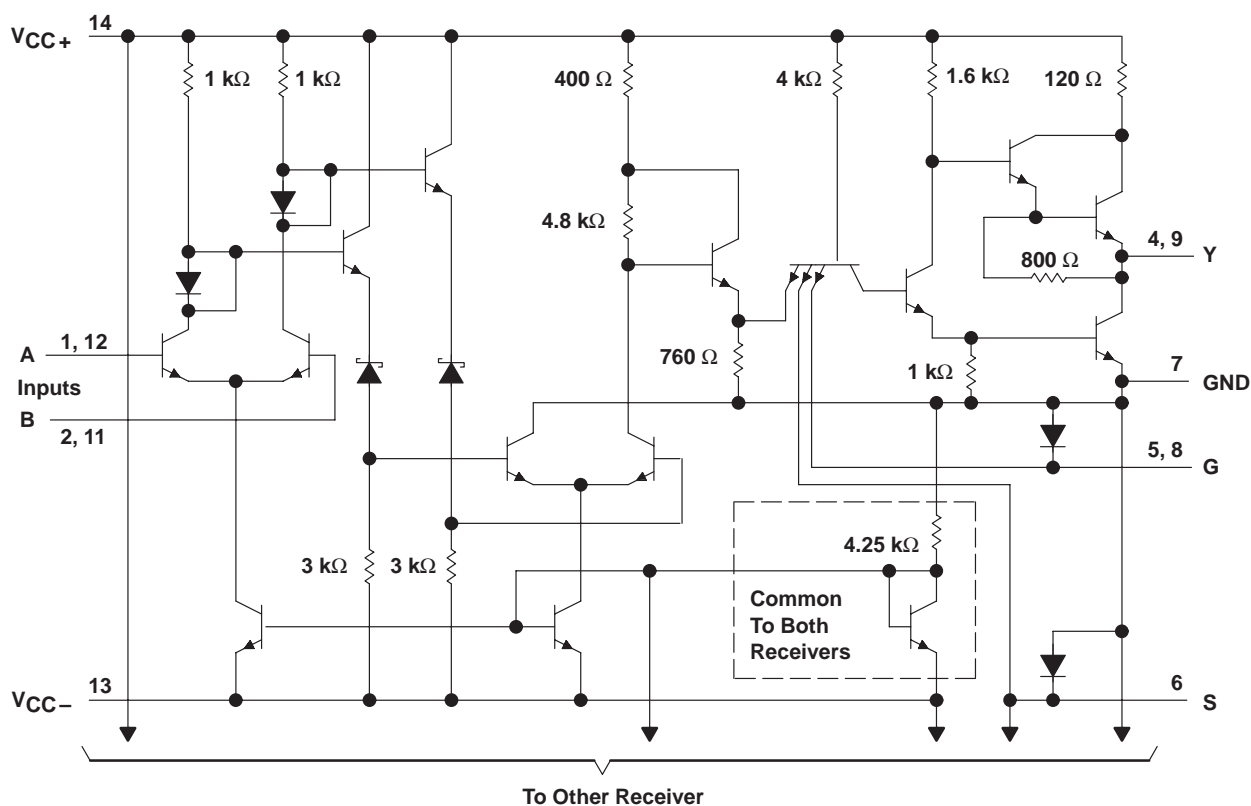 VCC+
14
1 kΩ
1 kΩ
400 Ω
4 kΩ
1.6 kΩ
120 Ω
4.8 kΩ
4, 9
Y
800 Ω
A
1, 12
Inputs
B
2, 11
760 Ω
1 kΩ
7
GND
5, 8
G
3 kΩ
3 kΩ
4.25 kΩ
Common
To Both
Receivers
VCC−
13
6
S
To Other Receiver